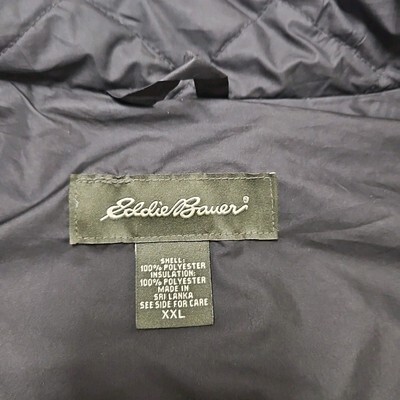 Eddie Bauer®
SHELL:
100% POLYESTER
INSULATION:
100% POLYESTER
MADE IN
SRI LANKA
SEE SIDE FOR CARE
XXL